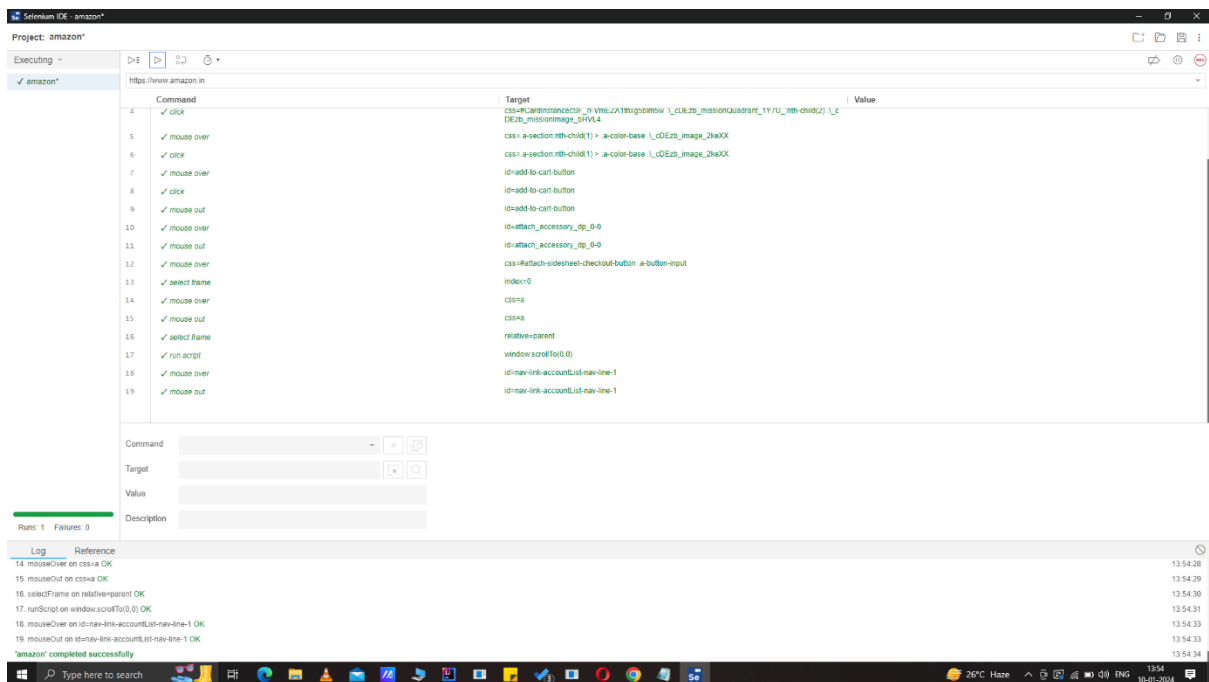 Selenium IDE - amazon*
Project: amazon*
Executing
✓ amazon*
https://www.amazon.in
Command Target Value
4 ✓ click
DEzb_missionImage_bHVL4
5 ✓ mouse over css=.a-section:nth-child(1) > .a-color-base .\_cDEzb_image_2keXX
6 ✓ click css=.a-section:nth-child(1) > .a-color-base .\_cDEzb_image_2keXX
7 ✓ mouse over id=add-to-cart-button
8 ✓ click id=add-to-cart-button
9 ✓ mouse out id=add-to-cart-button
10 ✓ mouse over id=attach_accessory_dp_0-0
11 ✓ mouse out id=attach_accessory_dp_0-0
12 ✓ mouse over css=#attach-sidesheet-checkout-button .a-button-input
13 ✓ select frame index=0
14 ✓ mouse over css=a
15 ✓ mouse out css=a
16 ✓ select frame relative=parent
17 ✓ run script window.scrollTo(0,0)
18 ✓ mouse over id=nav-link-accountList-nav-line-1
19 ✓ mouse out id=nav-link-accountList-nav-line-1
Command
Target
Value
Description
Runs: 1 Failures: 0
Log Reference
14. mouseOver on css=a OK 13:54:28
15. mouseOut on css=a OK 13:54:29
16. selectFrame on relative=parent OK 13:54:30
17. runScript on window.scrollTo(0,0) OK 13:54:31
18. mouseOver on id=nav-link-accountList-nav-line-1 OK 13:54:33
19. mouseOut on id=nav-link-accountList-nav-line-1 OK 13:54:33
'amazon' completed successfully 13:54:34
Type here to search 26°C Haze ENG 13:54
10-01-2024